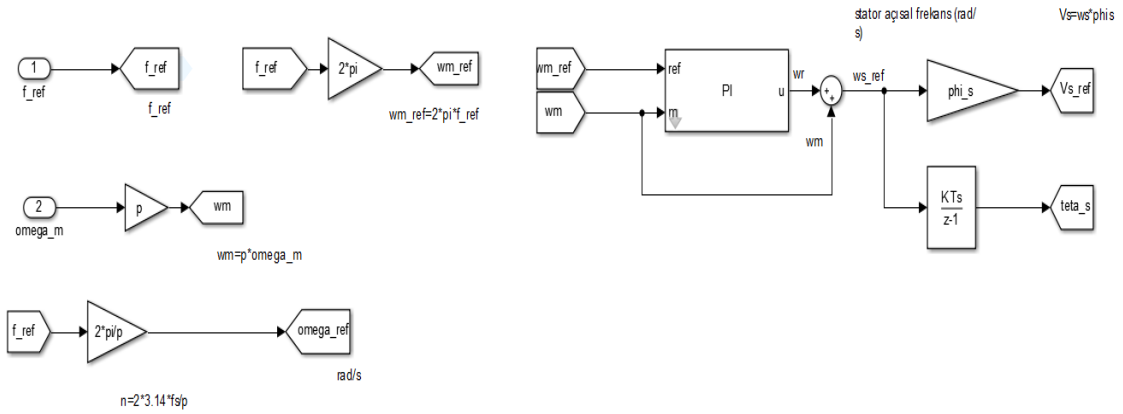 1
f_ref
f_ref
f_ref
f_ref
2*pi
wm_ref
wm_ref=2*pi*f_ref
2
omega_m
p
wm
wm=p*omega_m
f_ref
2*pi/p
omega_ref
rad/s
n=2*3.14*fs/p
wm_ref
wm
ref
m
PI
u
wr
+
+
wm
ws_ref
stator açısal frekans (rad/
s)
phi_s
Vs=ws*phis
Vs_ref
KTs
z-1
teta_s